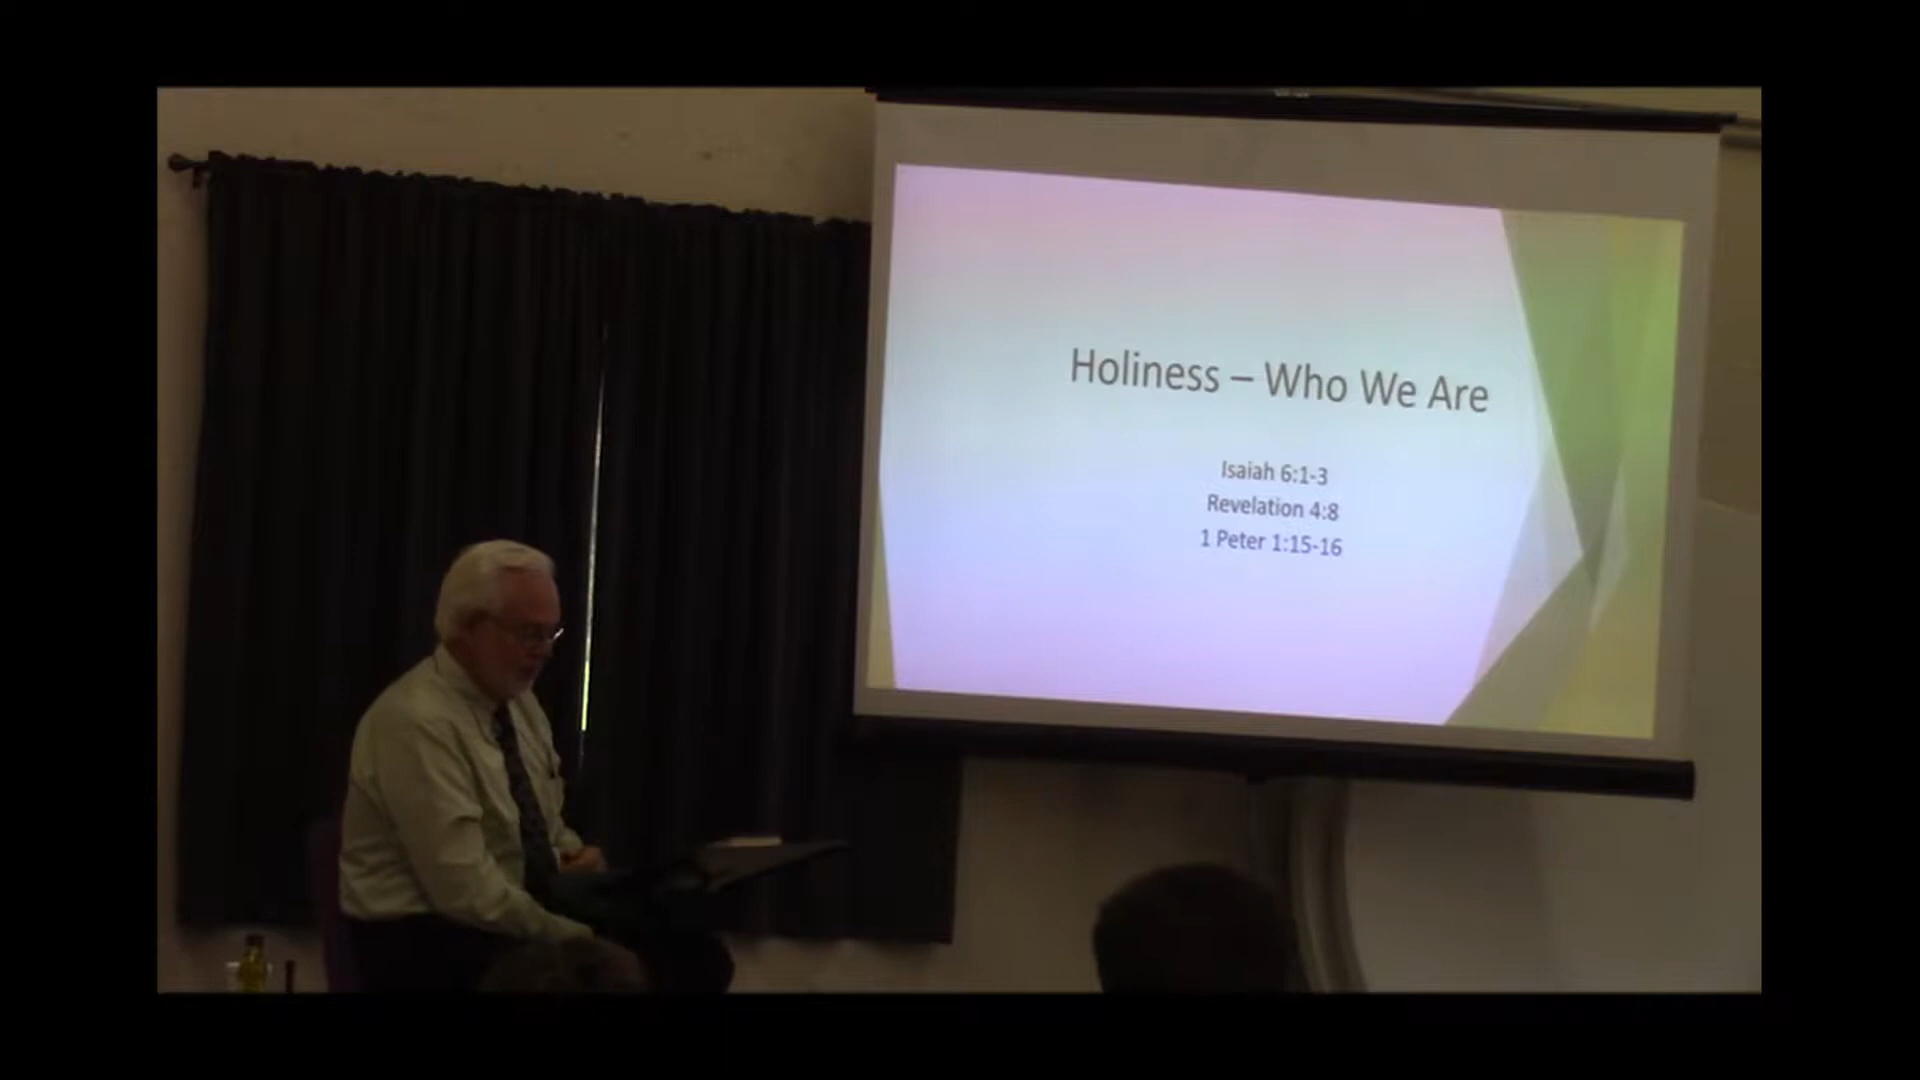 Holiness – Who We Are
Isaiah 6:1-3
Revelation 4:8
1 Peter 1:15-16